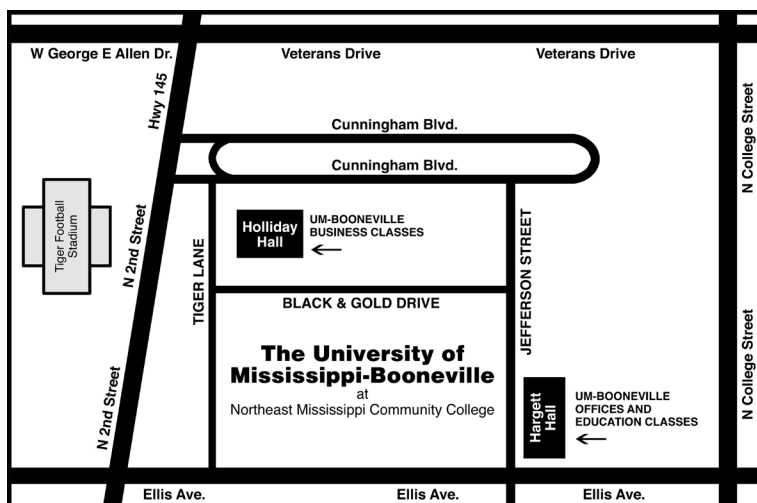 W George E Allen Dr.
Veterans Drive
Veterans Drive
Hwy 145
N College Street
Cunningham Blvd.
Cunningham Blvd.
Tiger Football
Stadium
N 2nd Street
TIGER LANE
Holliday
Hall
UM-BOONEVILLE
BUSINESS CLASSES
JEFFERSON STREET
BLACK & GOLD DRIVE
The University of
Mississippi-Booneville
at
Northeast Mississippi Community College
N 2nd Street
Hargett
Hall
UM-BOONEVILLE
OFFICES AND
EDUCATION CLASSES
N College Street
Ellis Ave.
Ellis Ave.
Ellis Ave.